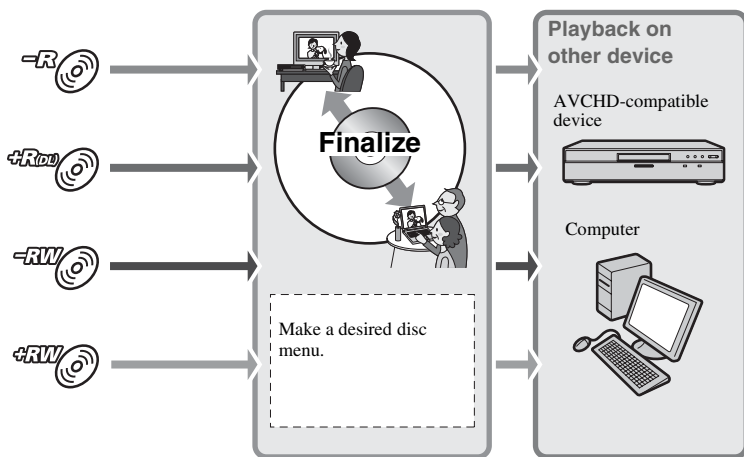 -R
+R(DL)
-RW
+RW
Finalize
Make a desired disc
menu.
Playback on
other device
AVCHD-compatible
device
Computer